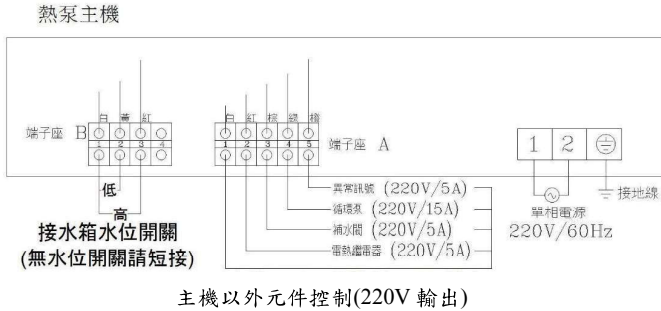 熱泵主機
白 黃 紅
端子座 B
1 2 3 4
白 紅 棕 綠 橙
1 2 3 4 5
端子座 A
1 2
低
高
接水箱水位開關
(無水位開關請短接)
異常訊號 (220V/5A)
循環泵 (220V/15A)
補水閥 (220V/5A)
電熱繼電器 (220V/5A)
接地線
單相電源
220V/60Hz
主機以外元件控制(220V 輸出)